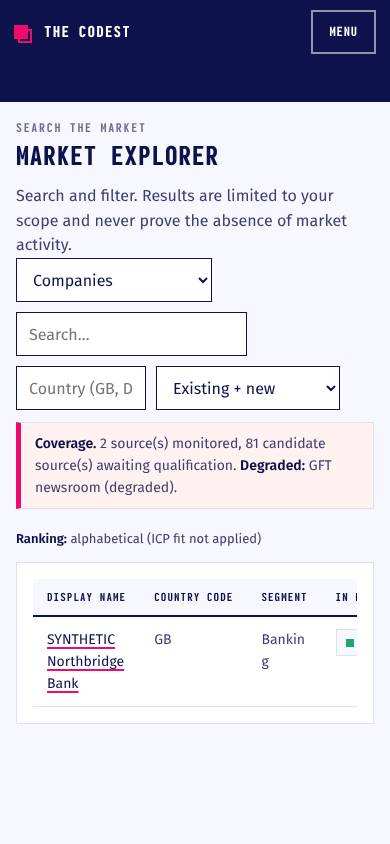 THE CODEST
MENU
SEARCH THE MARKET
MARKET EXPLORER
Search and filter. Results are limited to your
scope and never prove the absence of market
activity.
Companies
Search...
Country (GB, D
Existing + new
Coverage. 2 source(s) monitored, 81 candidate
source(s) awaiting qualification. Degraded: GFT
newsroom (degraded).
Ranking: alphabetical (ICP fit not applied)
DISPLAY NAME COUNTRY CODE SEGMENT IN
SYNTHETIC GB Bankin
Northbridge g
Bank